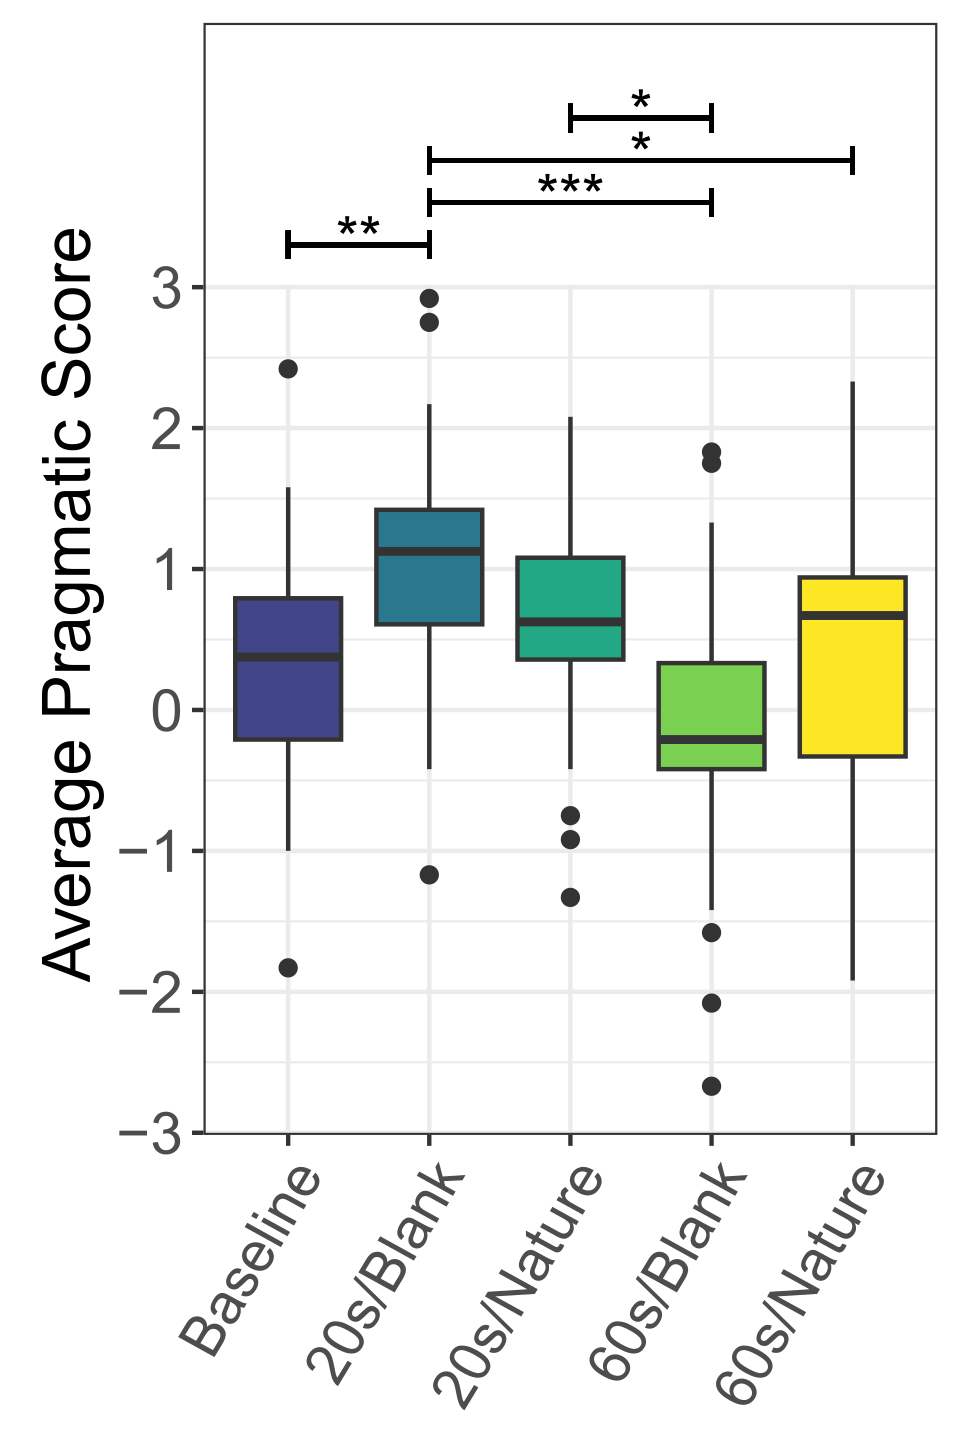 *
*
***
**
Average Pragmatic Score
3
2
1
0
−1
−2
−3
Baseline
20s/Blank
20s/Nature
60s/Blank
60s/Nature